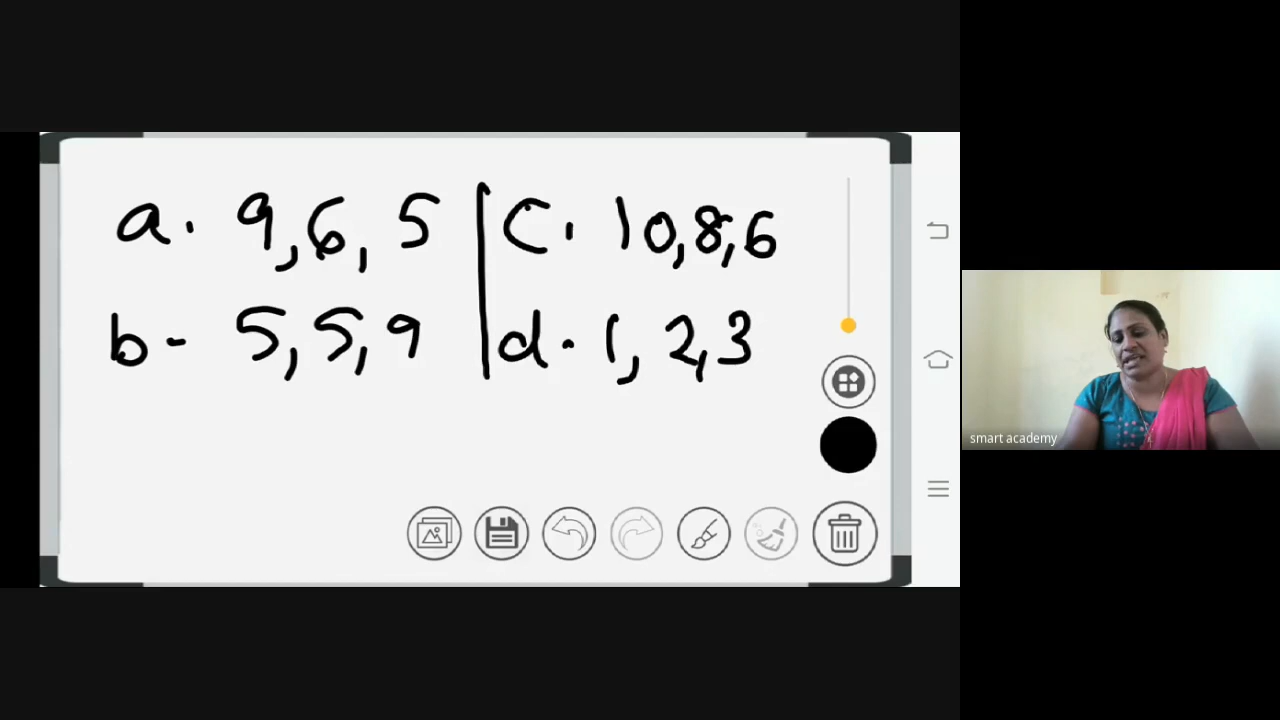 a. 9, 6, 5 | c. 10, 8, 6
b- 5, 5, 9 | d. 1, 2, 3
smart academy